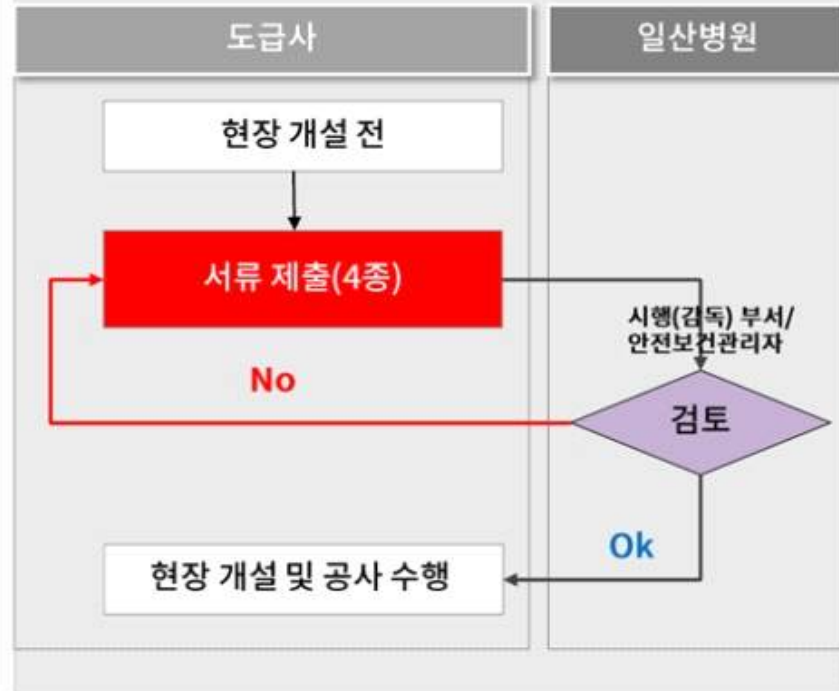 도급사
일산병원
현장 개설 전
서류 제출(4종)
시행(감독) 부서/
안전보건관리자
No
검토
Ok
현장 개설 및 공사 수행